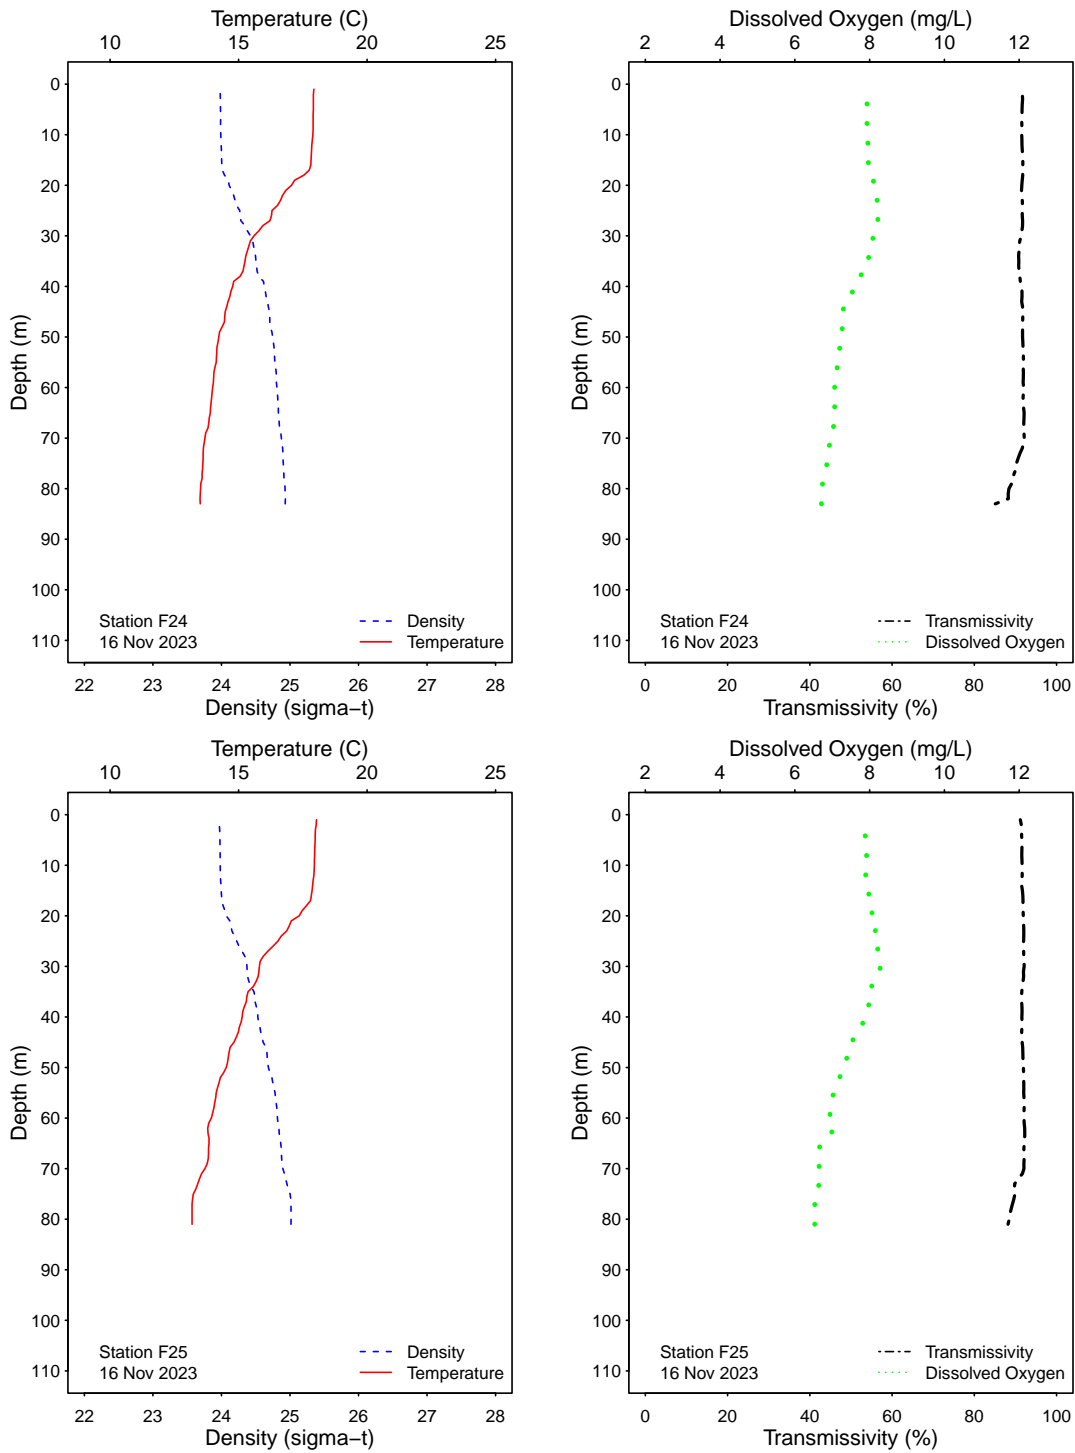 Temperature (C)
10 15 20 25
0
10
20
30
40
50
60
70
80
90
100
110
Depth (m)
Station F24
16 Nov 2023
Density
Temperature
22 23 24 25 26 27 28
Density (sigma−t)
Dissolved Oxygen (mg/L)
2 4 6 8 10 12
0
10
20
30
40
50
60
70
80
90
100
110
Depth (m)
Station F24
16 Nov 2023
Transmissivity
Dissolved Oxygen
0 20 40 60 80 100
Transmissivity (%)
Temperature (C)
10 15 20 25
0
10
20
30
40
50
60
70
80
90
100
110
Depth (m)
Station F25
16 Nov 2023
Density
Temperature
22 23 24 25 26 27 28
Density (sigma−t)
Dissolved Oxygen (mg/L)
2 4 6 8 10 12
0
10
20
30
40
50
60
70
80
90
100
110
Depth (m)
Station F25
16 Nov 2023
Transmissivity
Dissolved Oxygen
0 20 40 60 80 100
Transmissivity (%)